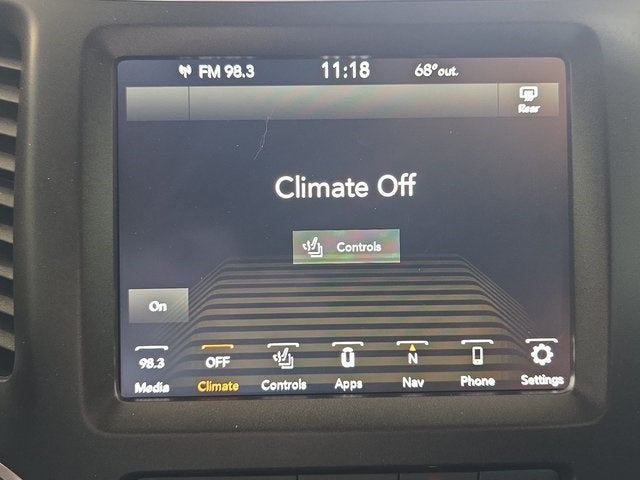 FM 98.3 11:18 68° out.
Rear
Climate Off
Controls
On
98.3 OFF N
Media Climate Controls Apps Nav Phone Settings